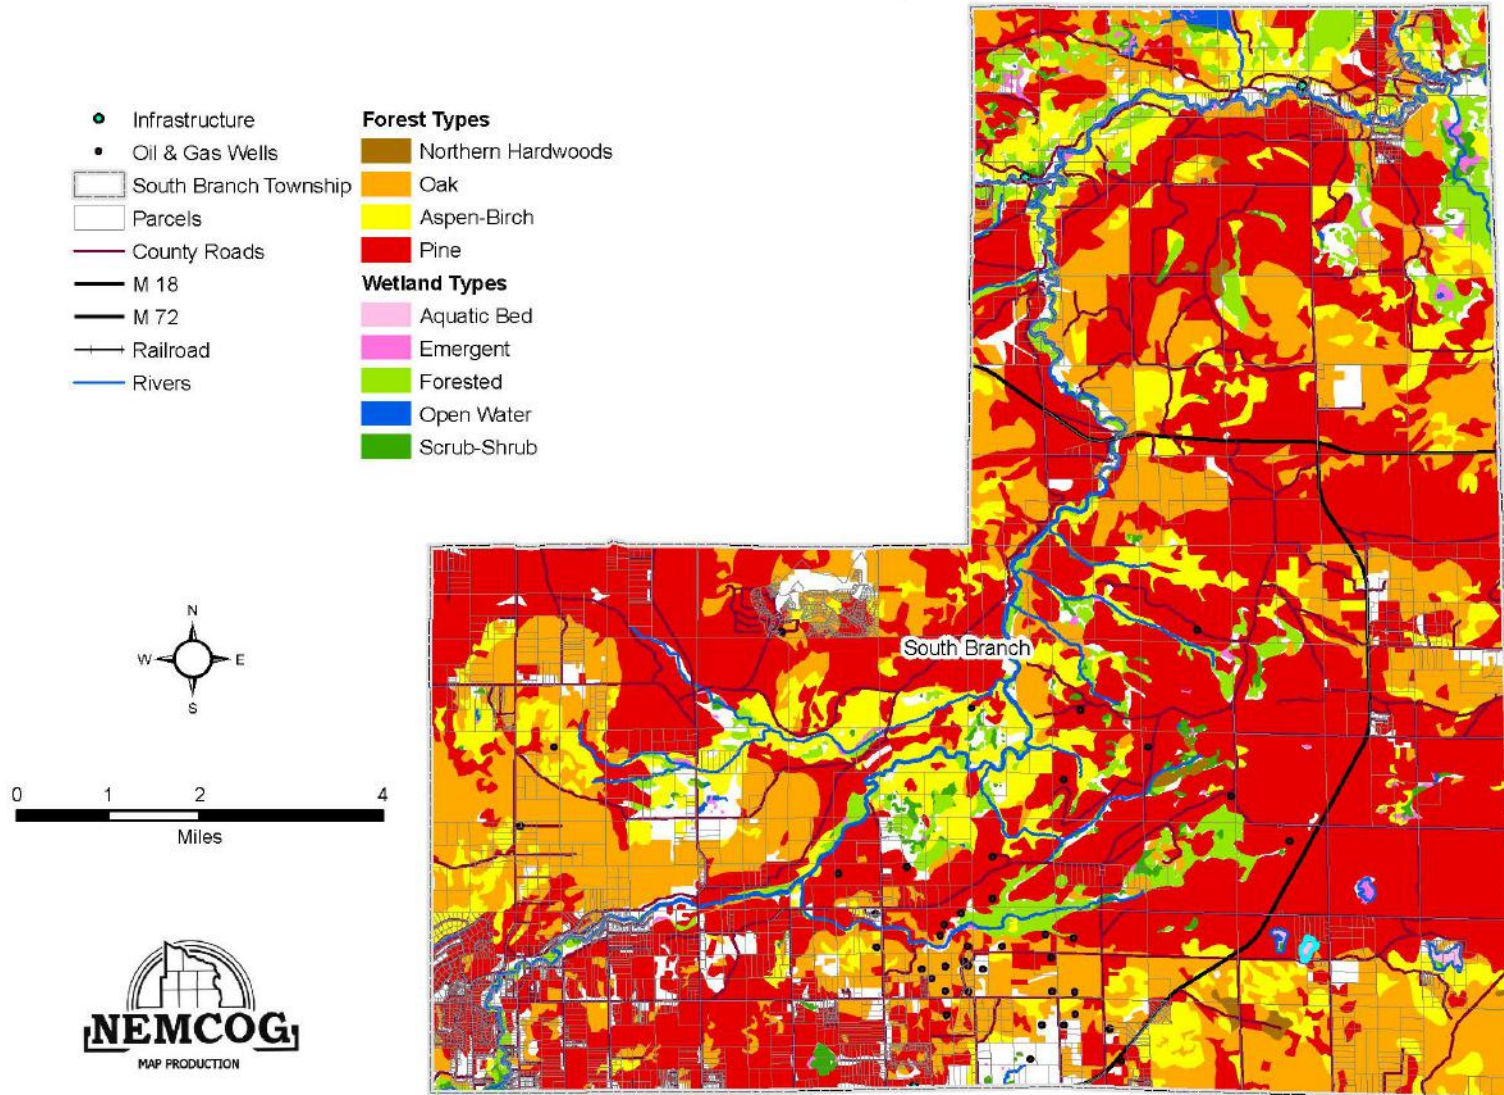 Infrastructure
Oil & Gas Wells
South Branch Township
Parcels
County Roads
M 18
M 72
Railroad
Rivers
Forest Types
Northern Hardwoods
Oak
Aspen-Birch
Pine
Wetland Types
Aquatic Bed
Emergent
Forested
Open Water
Scrub-Shrub
N
W E
S
0 1 2 4
Miles
South Branch
NEMCOG
MAP PRODUCTION